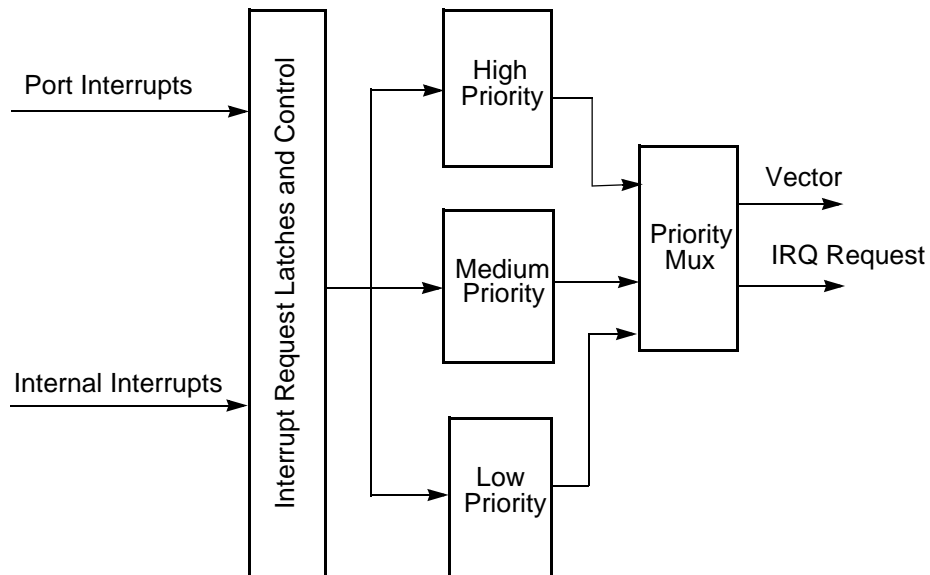 Port Interrupts
Internal Interrupts
Interrupt Request Latches and Control
High
Priority
Medium
Priority
Low
Priority
Priority
Mux
Vector
IRQ Request